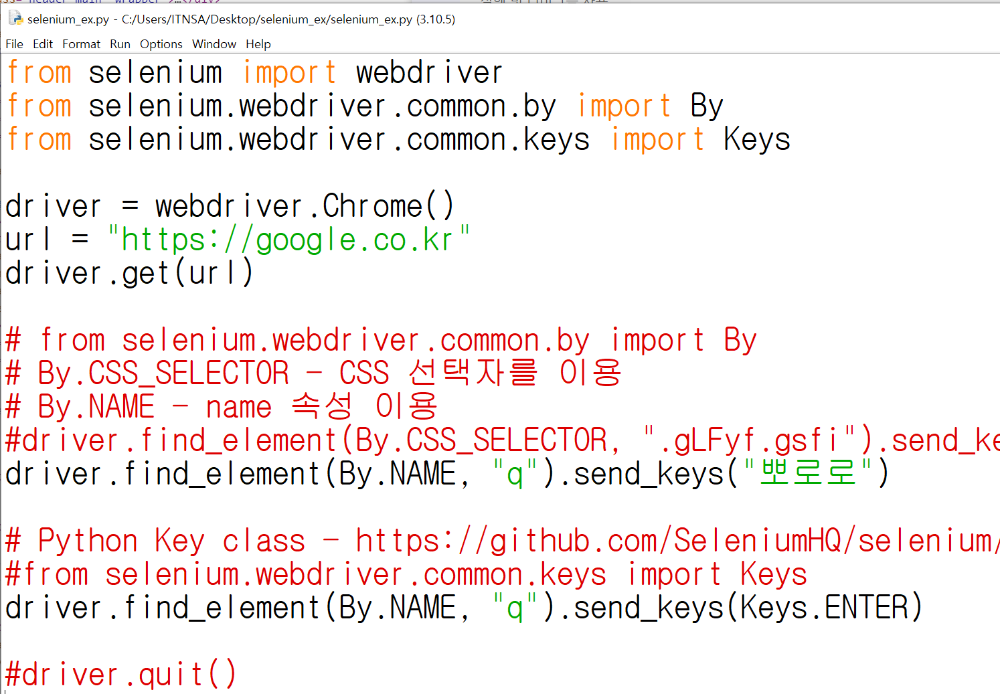 selenium_ex.py - C:/Users/ITNSA/Desktop/selenium_ex/selenium_ex.py (3.10.5)
File Edit Format Run Options Window Help
from selenium import webdriver
from selenium.webdriver.common.by import By
from selenium.webdriver.common.keys import Keys
driver = webdriver.Chrome()
url = "https://google.co.kr"
driver.get(url)
# from selenium.webdriver.common.by import By
# By.CSS_SELECTOR - CSS 선택자를 이용
# By.NAME - name 속성 이용
#driver.find_element(By.CSS_SELECTOR, ".gLFyf.gsfi").send_ke
driver.find_element(By.NAME, "q").send_keys("뽀로로")
# Python Key class - https://github.com/SeleniumHQ/selenium/
#from selenium.webdriver.common.keys import Keys
driver.find_element(By.NAME, "q").send_keys(Keys.ENTER)
#driver.quit()